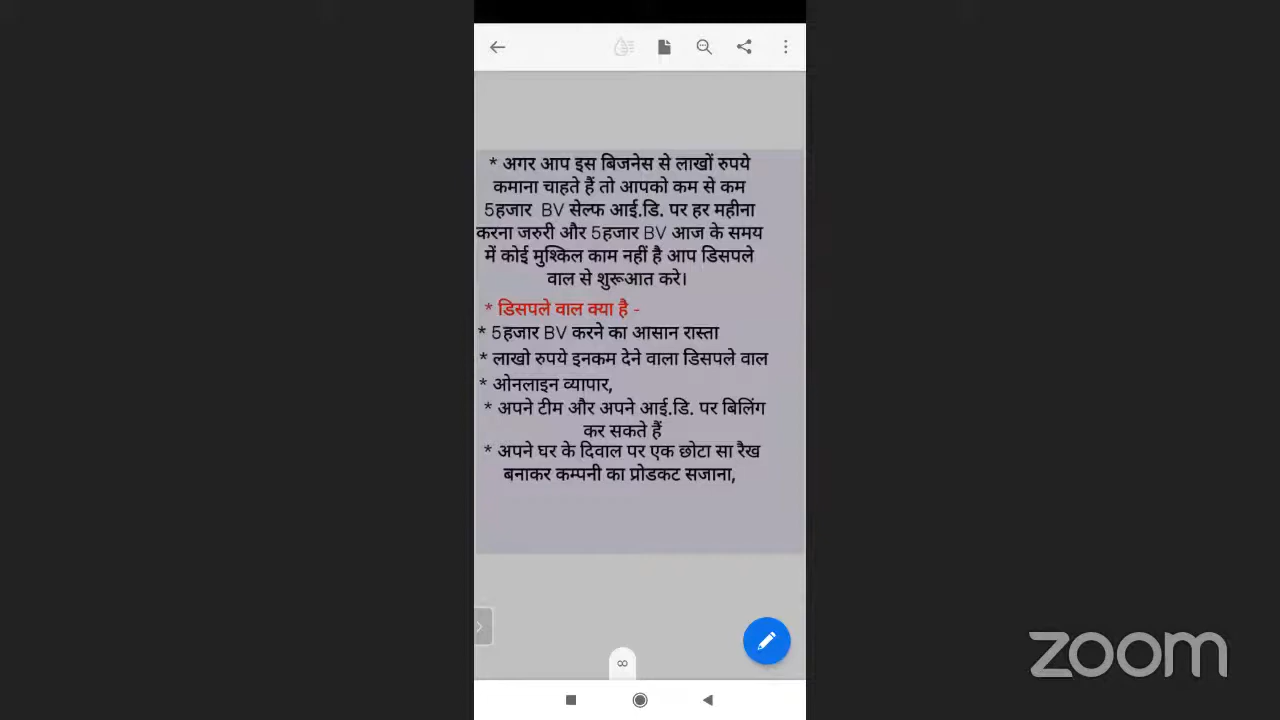 * अगर आप इस बिजनेस से लाखों रुपये
कमाना चाहते हैं तो आपको कम से कम
5हजार BV सेल्फ आई.डि. पर हर महीना
करना जरुरी और 5हजार BV आज के समय
में कोई मुश्किल काम नहीं है आप डिसपले
वाल से शुरूआत करे।
* डिसपले वाल क्या है -
* 5हजार BV करने का आसान रास्ता
* लाखो रुपये इनकम देने वाला डिसपले वाल
* ओनलाइन व्यापार,
* अपने टीम और अपने आई.डि. पर बिलिंग
कर सकते हैं
* अपने घर के दिवाल पर एक छोटा सा रैख
बनाकर कम्पनी का प्रोडकट सजाना,
8
zoom